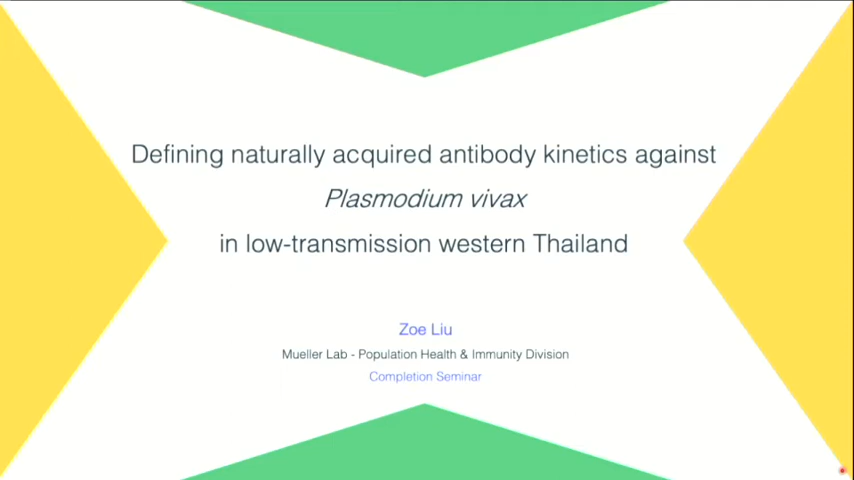 Defining naturally acquired antibody kinetics against
Plasmodium vivax
in low-transmission western Thailand
Zoe Liu
Mueller Lab - Population Health & Immunity Division
Completion Seminar